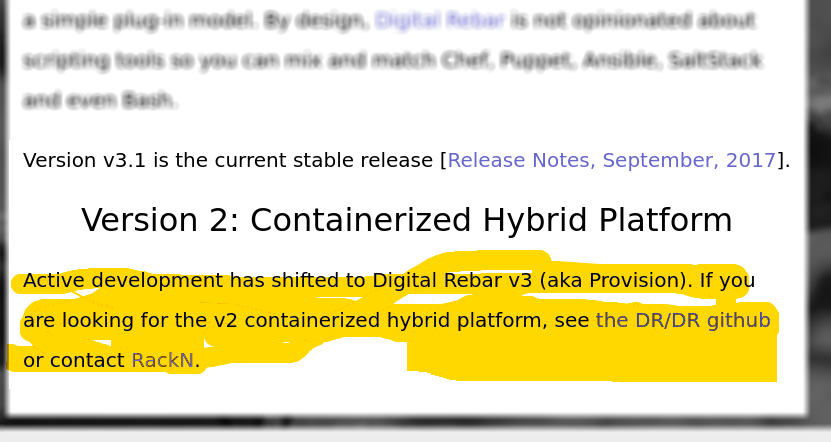 a simple plug-in model. By design, Digital Rebar is not opinionated about
scripting tools so you can mix and match Chef, Puppet, Ansible, SaltStack
and even Bash.
Version v3.1 is the current stable release [Release Notes, September, 2017].
Version 2: Containerized Hybrid Platform
Active development has shifted to Digital Rebar v3 (aka Provision). If you
are looking for the v2 containerized hybrid platform, see the DR/DR github
or contact RackN.